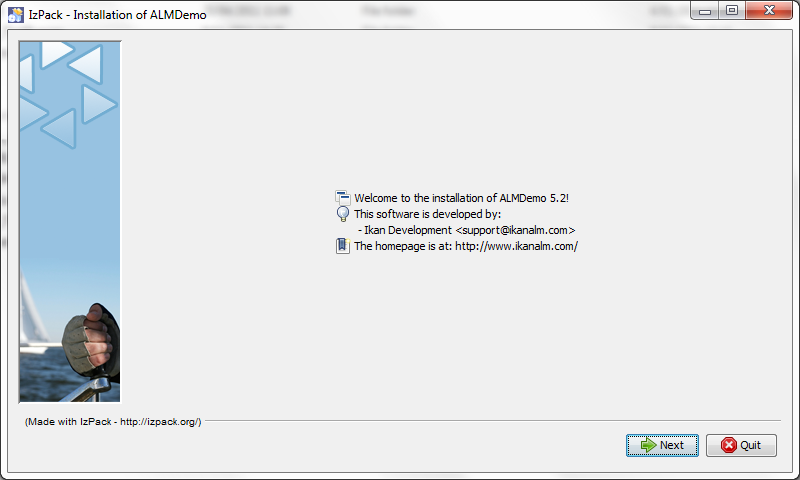 IzPack - Installation of ALMDemo
Welcome to the installation of ALMDemo 5.2!
This software is developed by:
- Ikan Development <support@ikanalm.com>
The homepage is at: http://www.ikanalm.com/
(Made with IzPack - http://izpack.org/)
Next
Quit